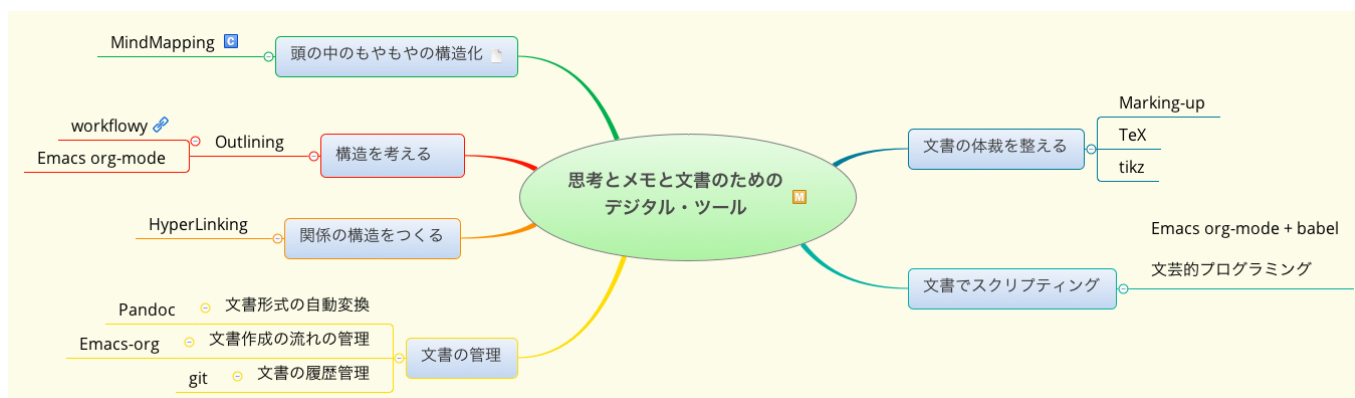 思考とメモと文書のための
デジタル・ツール
M
頭の中のもやもやの構造化
MindMapping
C
構造を考える
Outlining
workflowy
Emacs org-mode
関係の構造をつくる
HyperLinking
文書の管理
文書形式の自動変換
Pandoc
文書作成の流れの管理
Emacs-org
文書の履歴管理
git
文書の体裁を整える
Marking-up
TeX
tikz
文書でスクリプティング
Emacs org-mode + babel
文芸的プログラミング